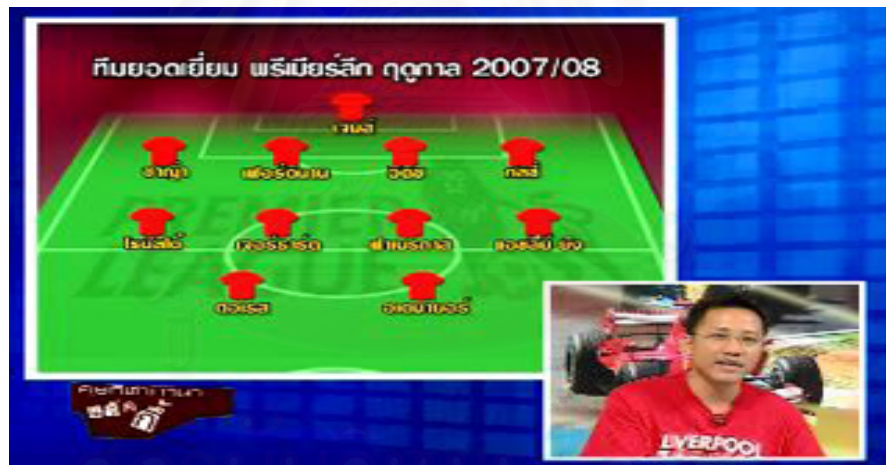 ทีมยอดเยี่ยม พรีเมียร์ลีก ฤดูกาล 2007/08
เจมส์
ซาญ่า เฟอร์ดินาน วิดิช กลิชี่
โรนัลโด้ เจอร์ราร์ด ฟาเบรกาส แอชลี่ย์ ยัง
PREMIER
LEAGUE
ตอเรส อเดบายอร์
LIVERPOOL